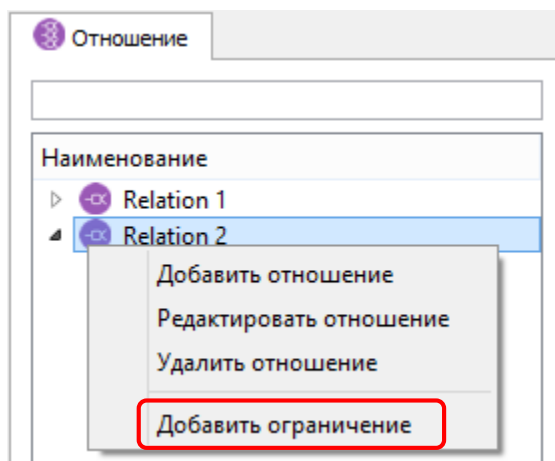 Отношение
Наименование
Relation 1
Relation 2
Добавить отношение
Редактировать отношение
Удалить отношение
Добавить ограничение